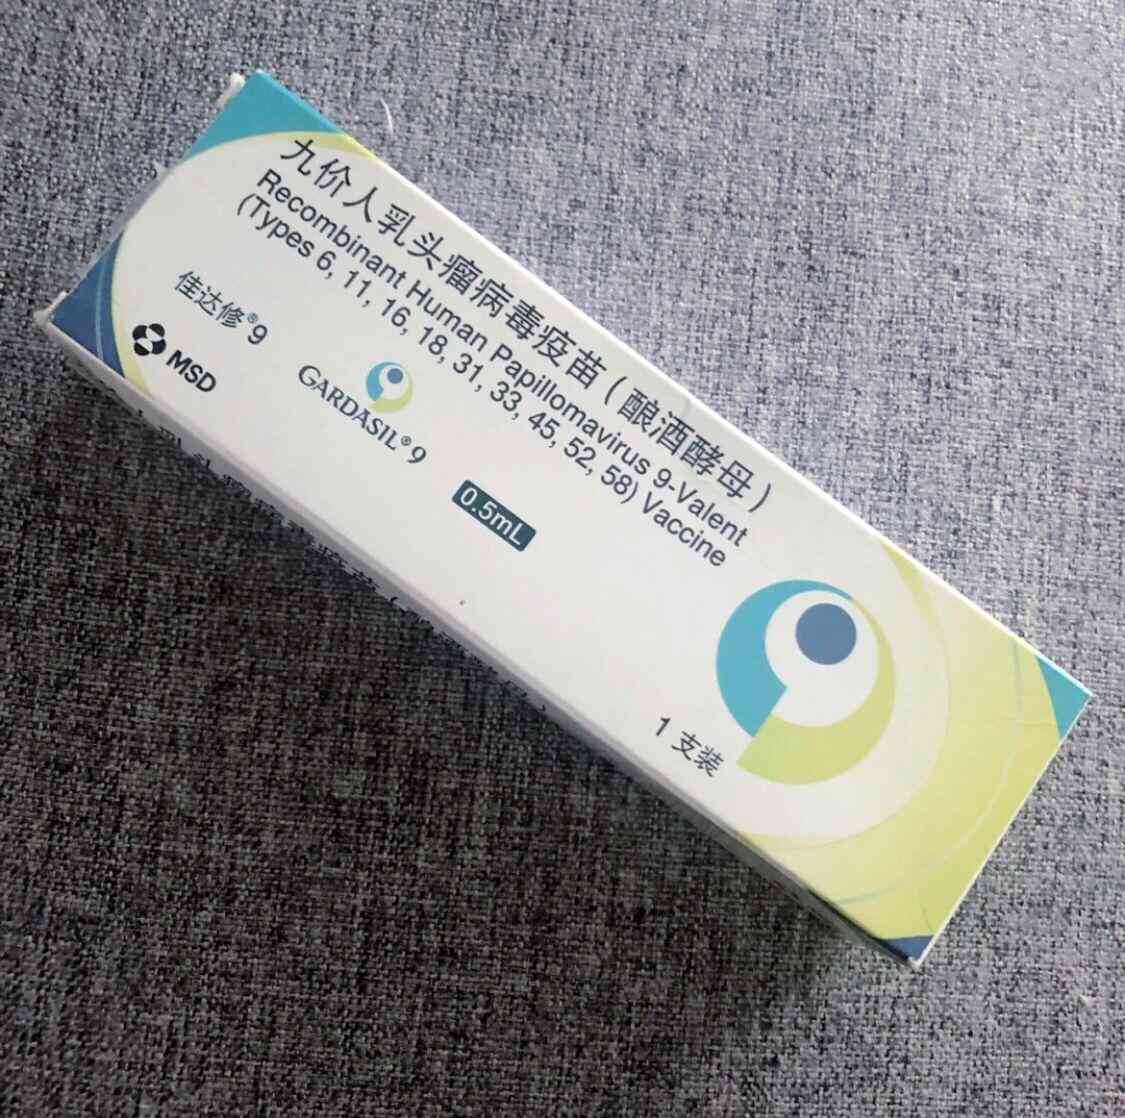 九价人乳头瘤病毒疫苗(酿酒酵母)
Recombinant Human Papillomavirus 9-Valent
(Types 6, 11, 16, 18, 31, 33, 45, 52, 58) Vaccine
佳达修®9
MSD
GARDASIL®9
0.5mL
1 支装